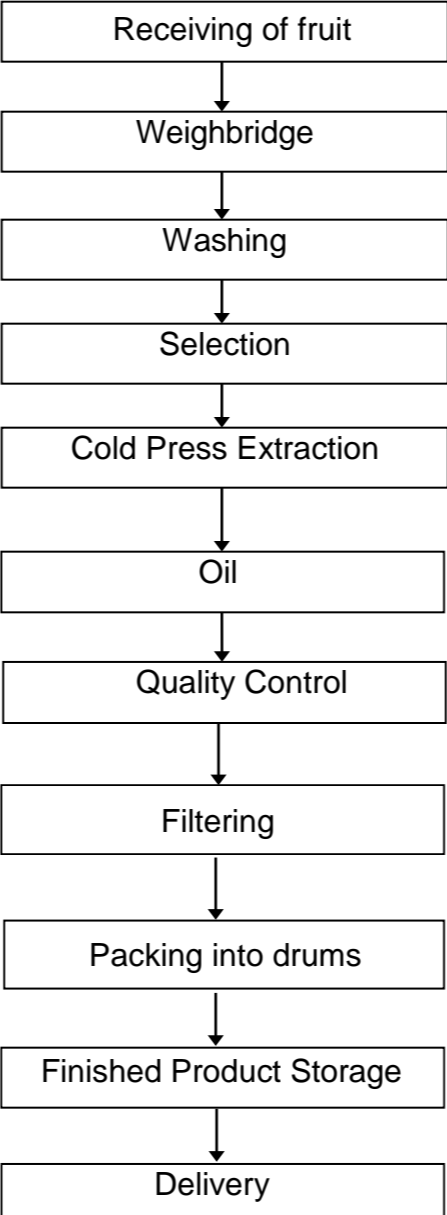 Receiving of fruit
Weighbridge
Washing
Selection
Cold Press Extraction
Oil
Quality Control
Filtering
Packing into drums
Finished Product Storage
Delivery